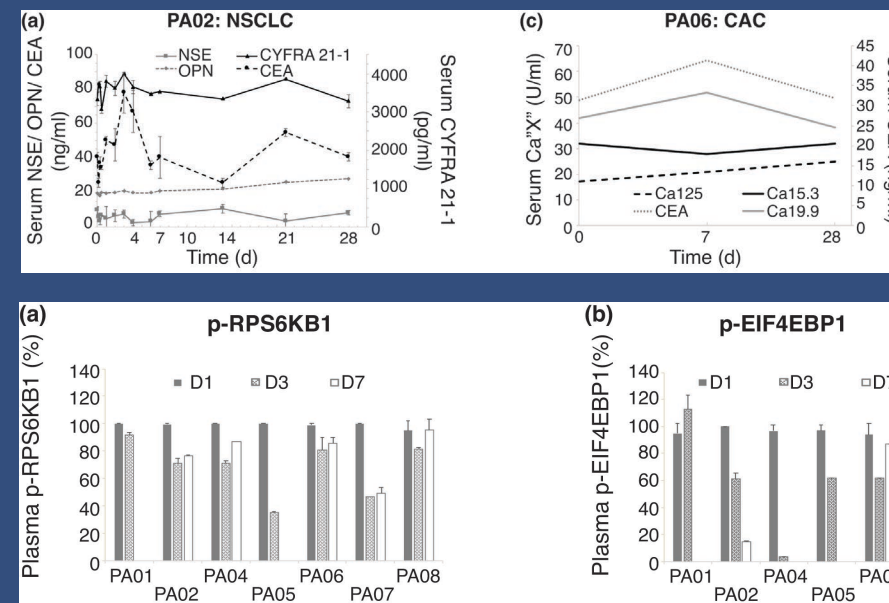 (a)
PA02: NSCLC
Serum NSE/ OPN/ CEA
(ng/ml)
100
80
60
40
20
0
NSE
OPN
CYFRA 21-1
CEA
4000
3000
2000
1000
0
Serum CYFRA 21-1
(pg/ml)
0 4 7 10 14 21 28
Time (d)
(c)
PA06: CAC
Serum Ca”X” (U/ml)
70
60
50
40
30
20
10
0
45
40
35
30
25
20
15
10
5
0
Ca125
CEA
Ca15.3
Ca19.9
0 7 28
Time (d)
(a)
p-RPS6KB1
Plasma p-RPS6KB1 (%)
140
120
100
80
60
40
20
0
D1 D3 D7
PA01 PA04 PA06 PA08
PA02 PA05 PA07
(b)
p-EIF4EBP1
Plasma p-EIF4EBP1(%)
140
120
100
80
60
40
20
0
D1 D3 D7
PA01 PA04
PA02 PA05